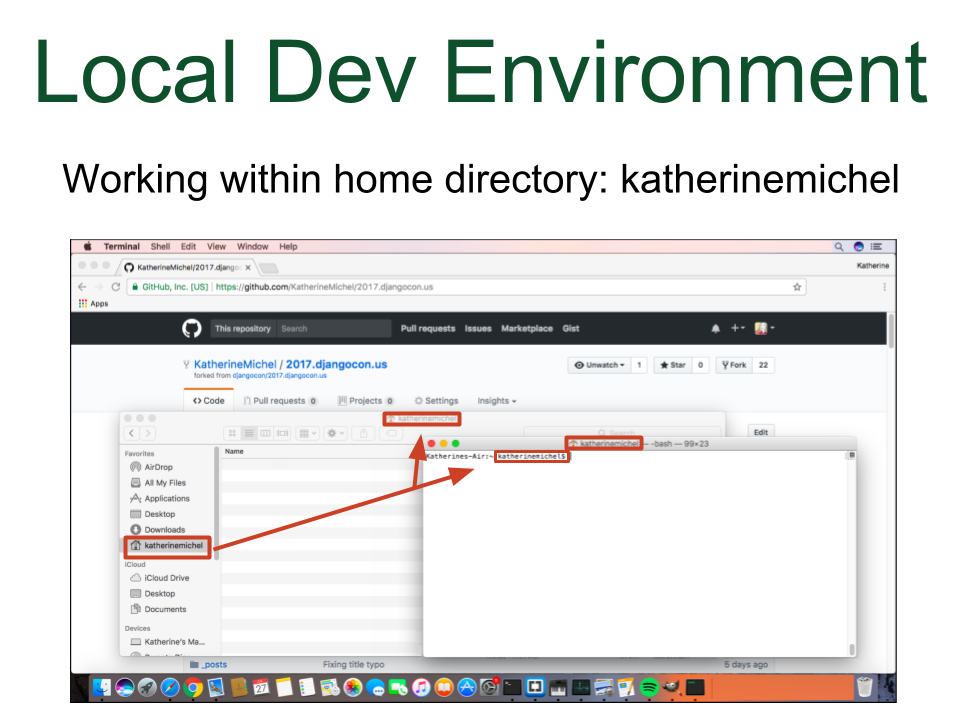 Local Dev Environment
Working within home directory: katherinemichel
Terminal Shell Edit View Window Help
KatherineMichel/2017.django
Katherine
GitHub, Inc. [US] | https://github.com/KatherineMichel/2017.djangocon.us
Apps
This repository Search Pull requests Issues Marketplace Gist
KatherineMichel / 2017.djangocon.us
Unwatch 1 Star 0 Fork 22
forked from djangocon/2017.djangocon.us
<> Code Pull requests 0 Projects 0 Settings Insights
katherinemichel
Search
Edit
katherinemichel — -bash — 99×23
Favorites
Name
Katherines-Air:~ katherinemichel$
AirDrop
All My Files
Applications
Desktop
Downloads
katherinemichel
iCloud
iCloud Drive
Desktop
Documents
Devices
Katherine's Ma...
_posts Fixing title typo 5 days ago
27